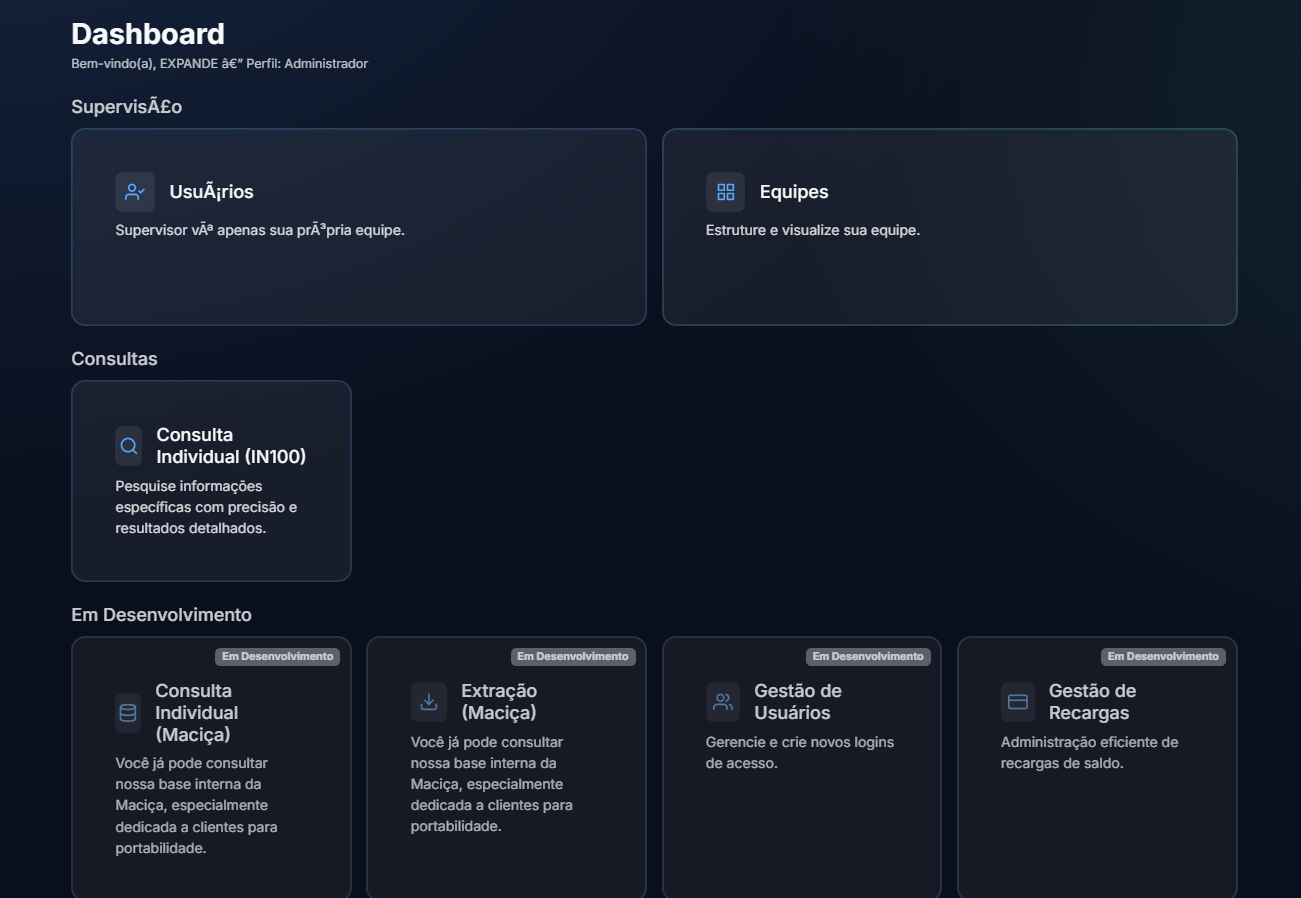 Dashboard
Bem-vindo(a), EXPANDE â€” Perfil: Administrador
SupervisÃ£o
UsuÃ¡rios
Supervisor vÃª apenas sua prÃ³pria equipe.
Equipes
Estruture e visualize sua equipe.
Consultas
Consulta
Individual (IN100)
Pesquise informações
específicas com precisão e
resultados detalhados.
Em Desenvolvimento
Em Desenvolvimento
Consulta
Individual
(Maciça)
Você já pode consultar
nossa base interna da
Maciça, especialmente
dedicada a clientes para
portabilidade.
Em Desenvolvimento
Extração
(Maciça)
Você já pode consultar
nossa base interna da
Maciça, especialmente
dedicada a clientes para
portabilidade.
Em Desenvolvimento
Gestão de
Usuários
Gerencie e crie novos logins
de acesso.
Em Desenvolvimento
Gestão de
Recargas
Administração eficiente de
recargas de saldo.